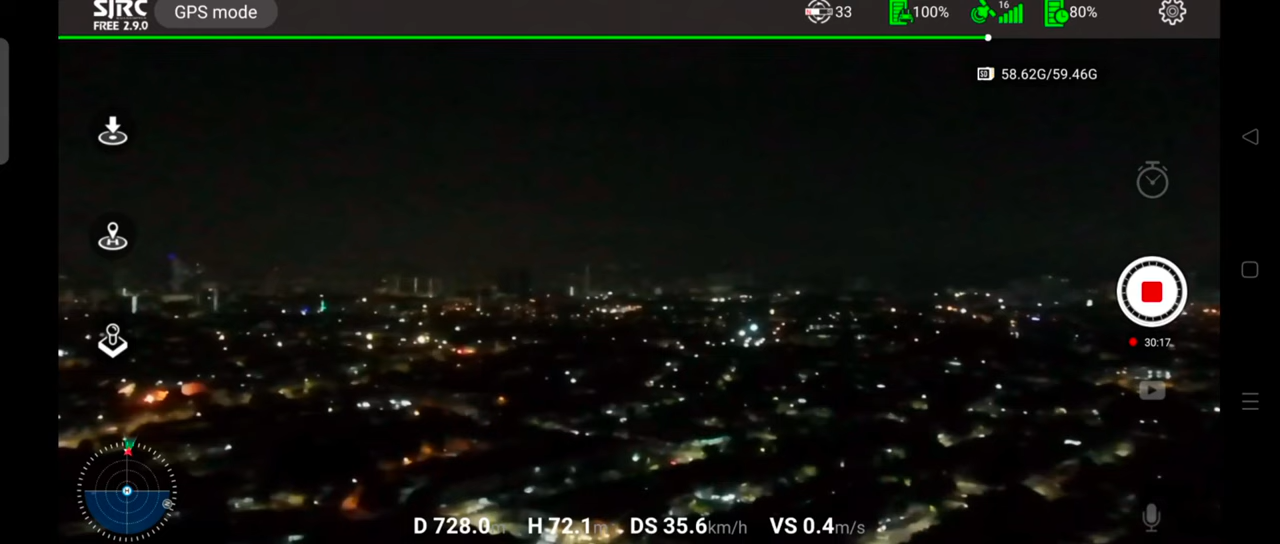 SJRC
FREE 2.9.0
GPS mode
33
100%
16
80%
SD 58.62G/59.46G
30:17
D 728.0m H 72.1m DS 35.6km/h VS 0.4m/s